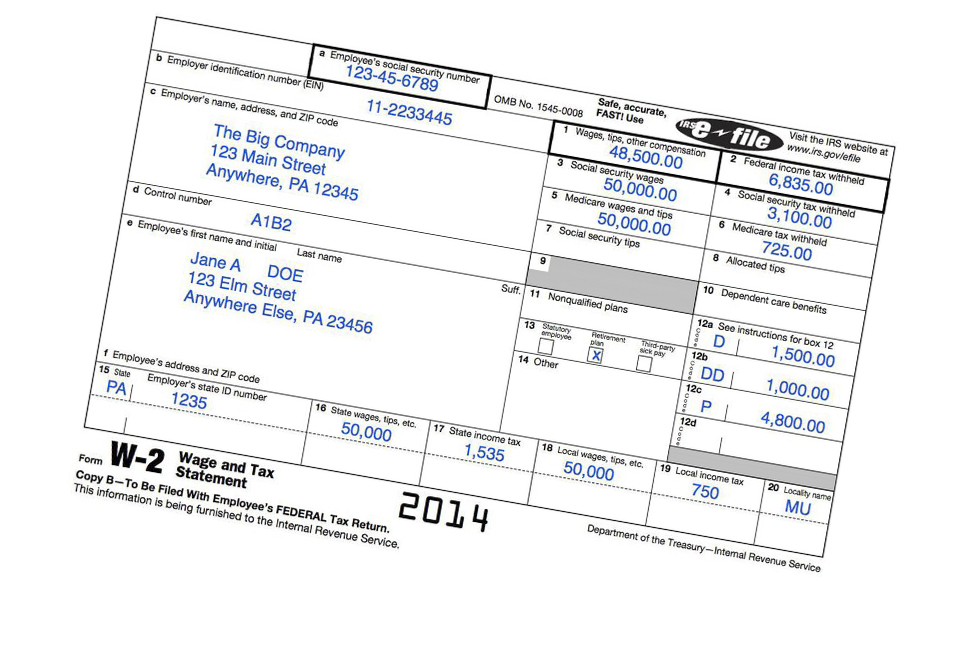 a Employee's social security number
123-45-6789
OMB No. 1545-0008
Safe, accurate,
FAST! Use
IRS e-file
Visit the IRS website at
www.irs.gov/efile
b Employer identification number (EIN)
11-2233445
1 Wages, tips, other compensation
48,500.00
2 Federal income tax withheld
6,835.00
c Employer's name, address, and ZIP code
The Big Company
123 Main Street
Anywhere, PA 12345
3 Social security wages
50,000.00
4 Social security tax withheld
3,100.00
5 Medicare wages and tips
50,000.00
6 Medicare tax withheld
725.00
7 Social security tips
8 Allocated tips
d Control number
A1B2
9
10 Dependent care benefits
e Employee's first name and initial
Last name
Suff.
Jane A DOE
123 Elm Street
Anywhere Else, PA 23456
11 Nonqualified plans
12a See instructions for box 12
Code
D 1,500.00
13 Statutory employee
Retirement plan
Third-party sick pay
X
12b
Code
DD 1,000.00
14 Other
12c
Code
P 4,800.00
12d
Code
f Employee's address and ZIP code
15 State
Employer's state ID number
PA 1235
16 State wages, tips, etc.
50,000
17 State income tax
1,535
18 Local wages, tips, etc.
50,000
19 Local income tax
750
20 Locality name
MU
Form W-2 Wage and Tax
Statement
2014
Department of the Treasury—Internal Revenue Service
Copy B—To Be Filed With Employee's FEDERAL Tax Return.
This information is being furnished to the Internal Revenue Service.